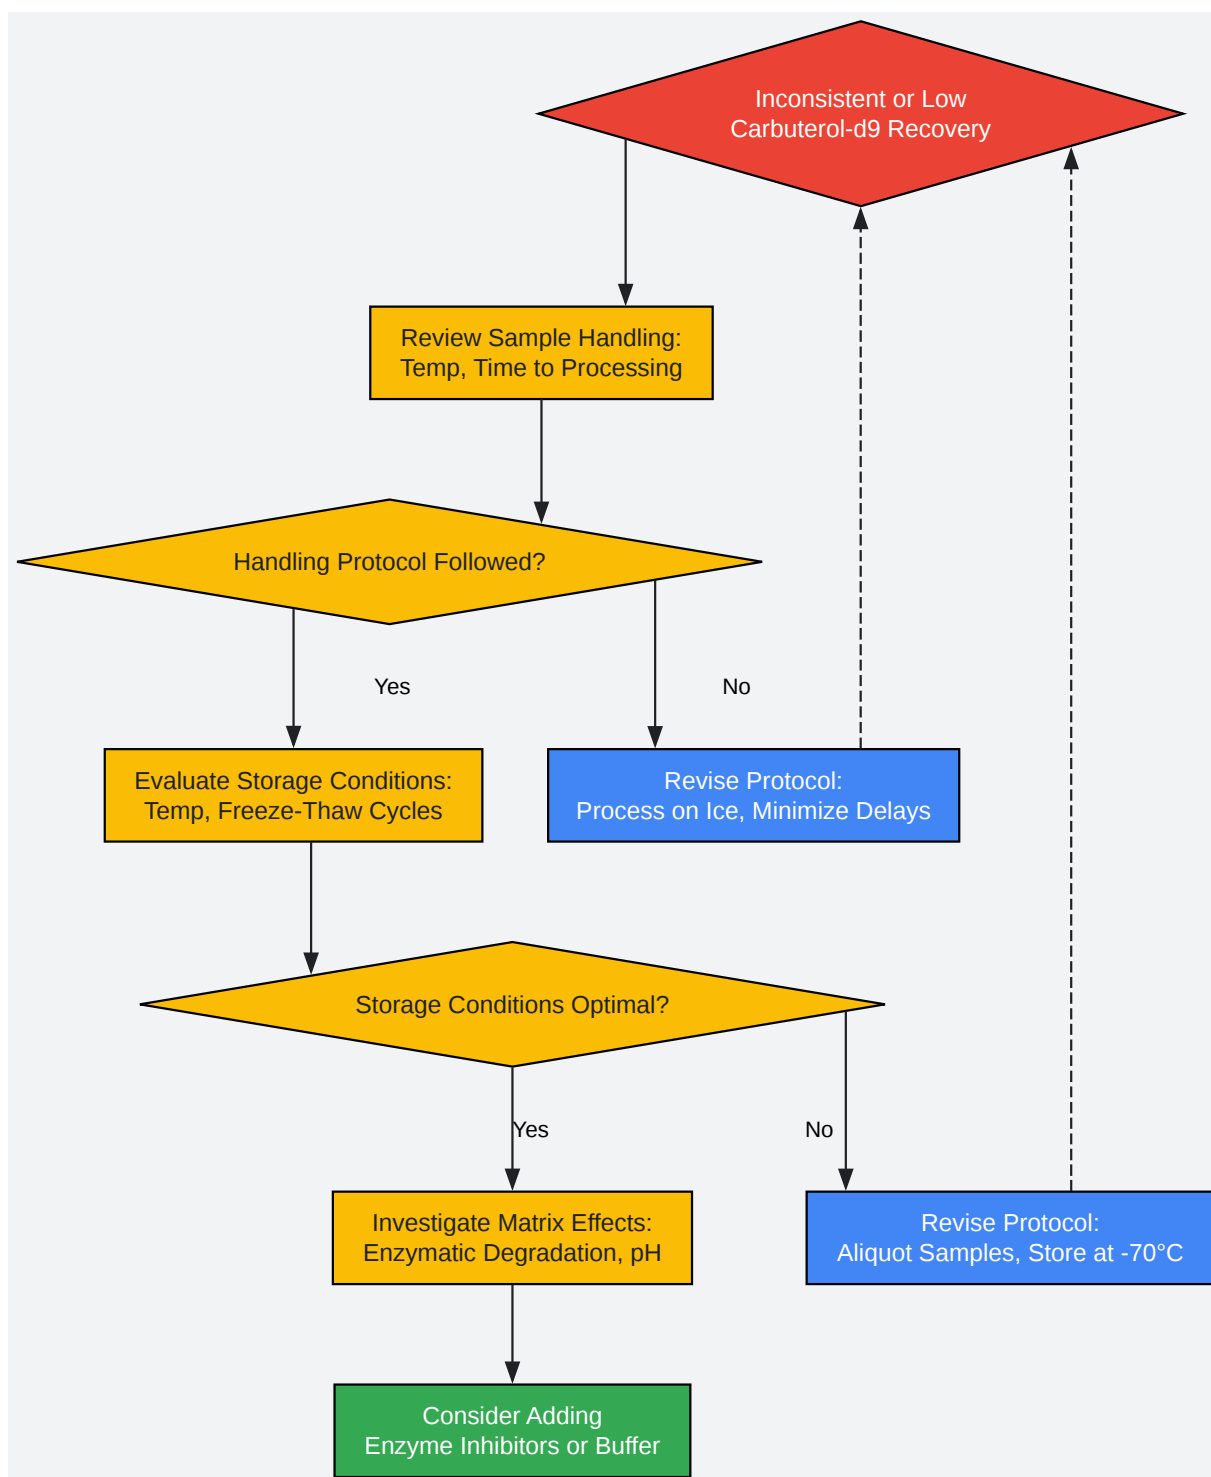 Inconsistent or Low
Carbuterol-d9 Recovery
Review Sample Handling:
Temp, Time to Processing
Handling Protocol Followed?
Yes
No
Evaluate Storage Conditions:
Temp, Freeze-Thaw Cycles
Revise Protocol:
Process on Ice, Minimize Delays
Storage Conditions Optimal?
Yes
No
Investigate Matrix Effects:
Enzymatic Degradation, pH
Revise Protocol:
Aliquot Samples, Store at -70°C
Consider Adding
Enzyme Inhibitors or Buffer